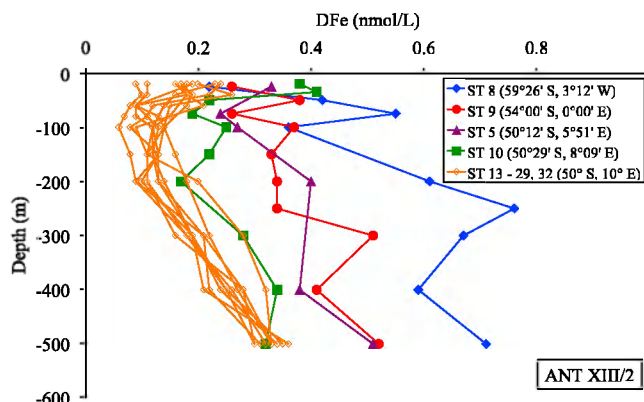 DFe (nmol/L)
0 0.2 0.4 0.6 0.8
0
-100
-200
-300
-400
-500
-600
Depth (m)
ST 8 (59°26' S, 3°12' W)
ST 9 (54°00' S, 0°00' E)
ST 5 (50°12' S, 5°51' E)
ST 10 (50°29' S, 8°09' E)
ST 13 - 29, 32 (50° S, 10° E)
ANT XIII/2